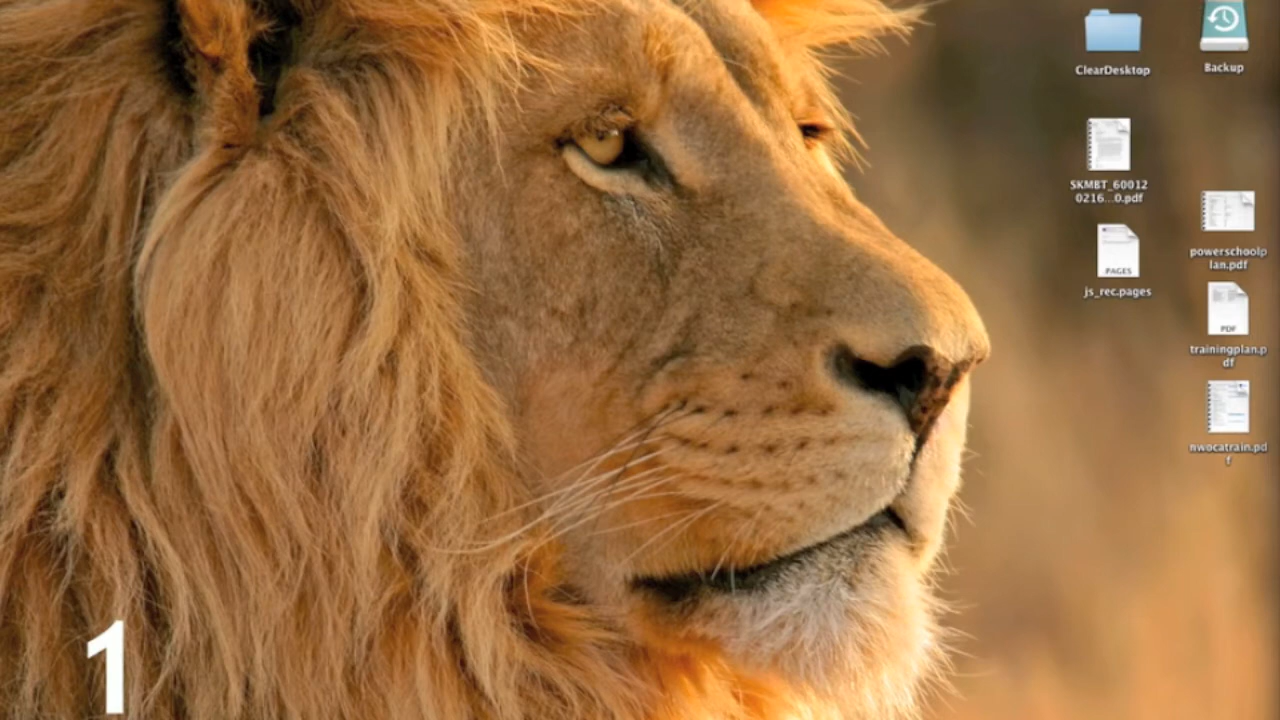 ClearDesktop
Backup
SKMBT_60012
0216...0.pdf
powerschoolp
lan.pdf
PAGES
js_rec.pages
PDF
trainingplan.p
df
nwocatrain.pd
f
1